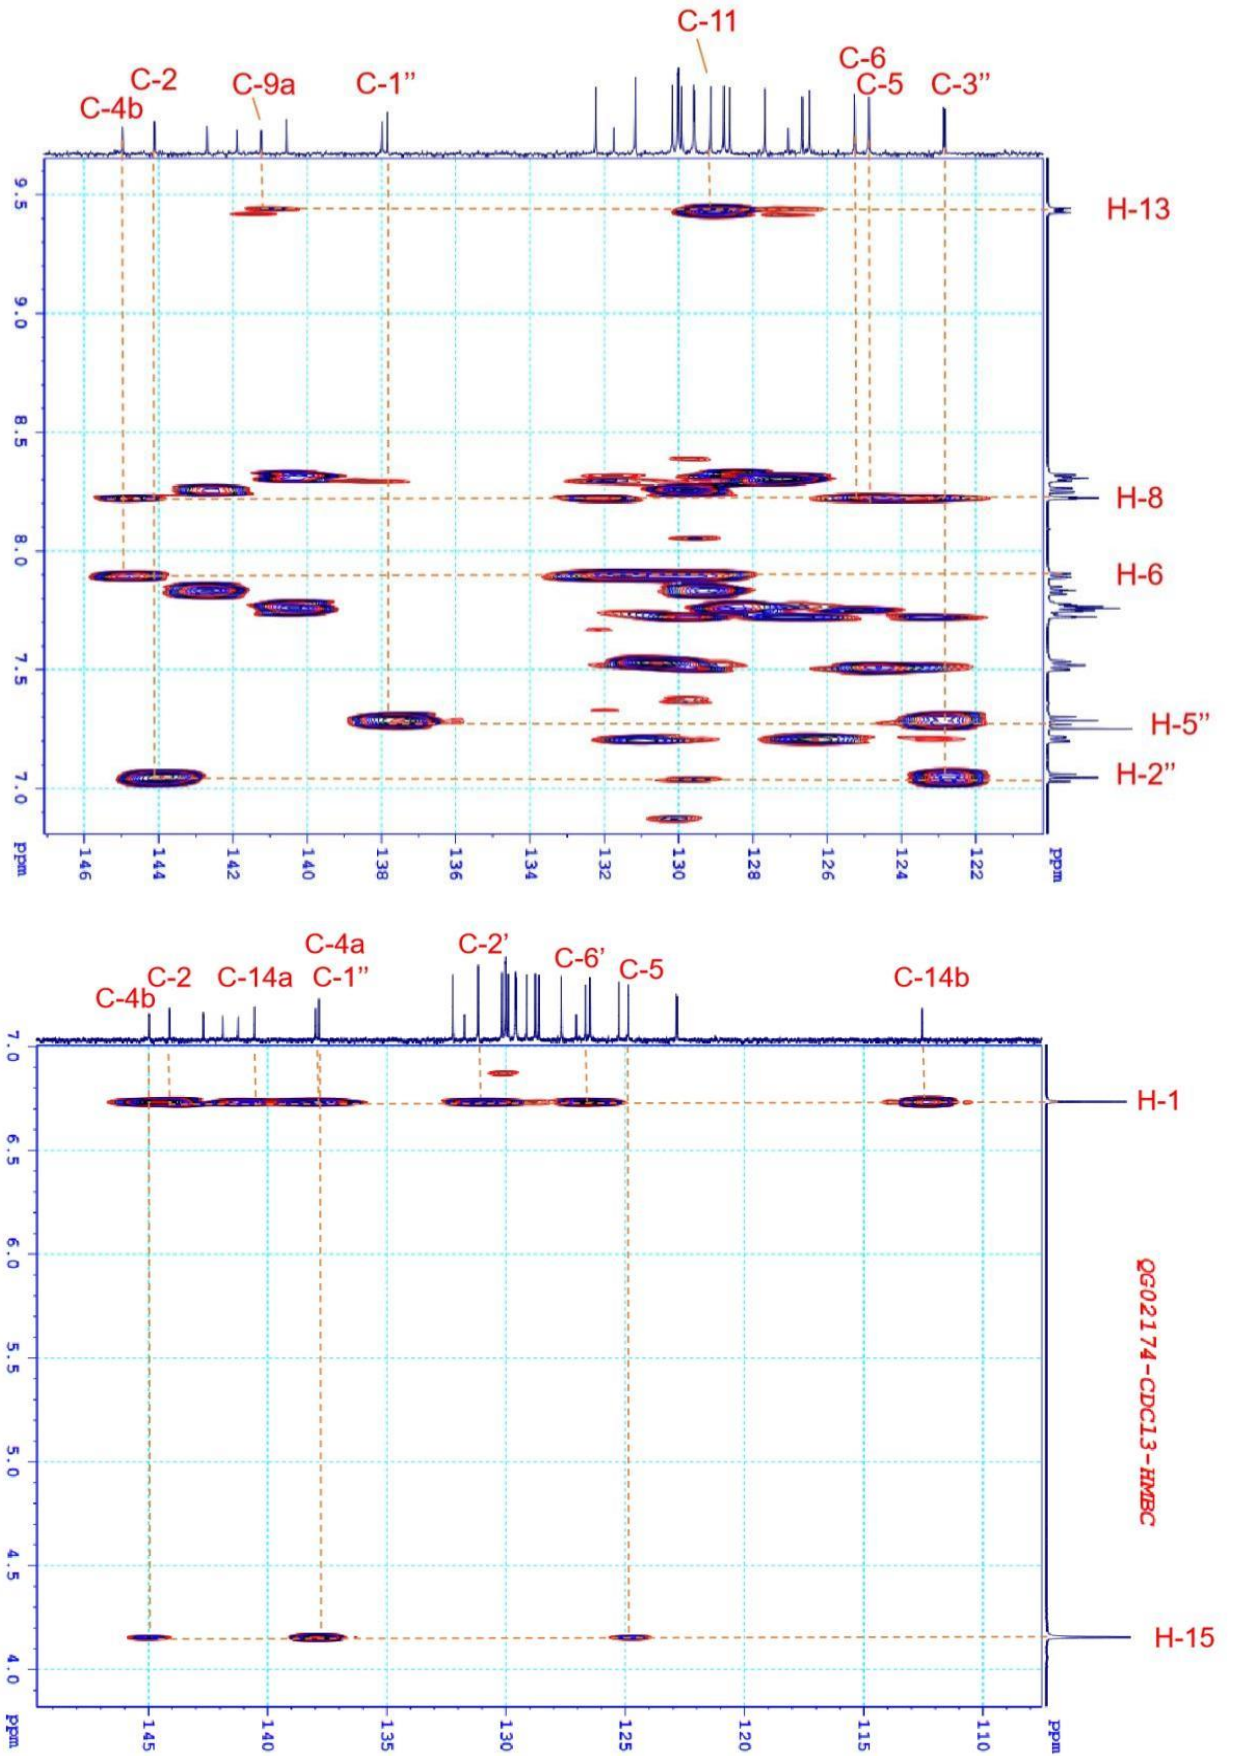 C-11
C-6
C-4b C-2 C-9a C-1” C-5 C-3”
9.5 H-13
9.0
8.5
H-8
8.0
H-6
7.5
H-5”
7.0 H-2”
ppm 146 144 142 140 138 136 134 132 130 128 126 124 122 ppm
C-4a
C-4b C-2 C-14a C-1” C-2’ C-6’ C-5 C-14b
7.0
H-1
6.5
6.0
5.5
5.0
4.5
QG02174-CDCl3-HMBC
H-15
4.0
ppm 145 140 135 130 125 120 115 110 ppm